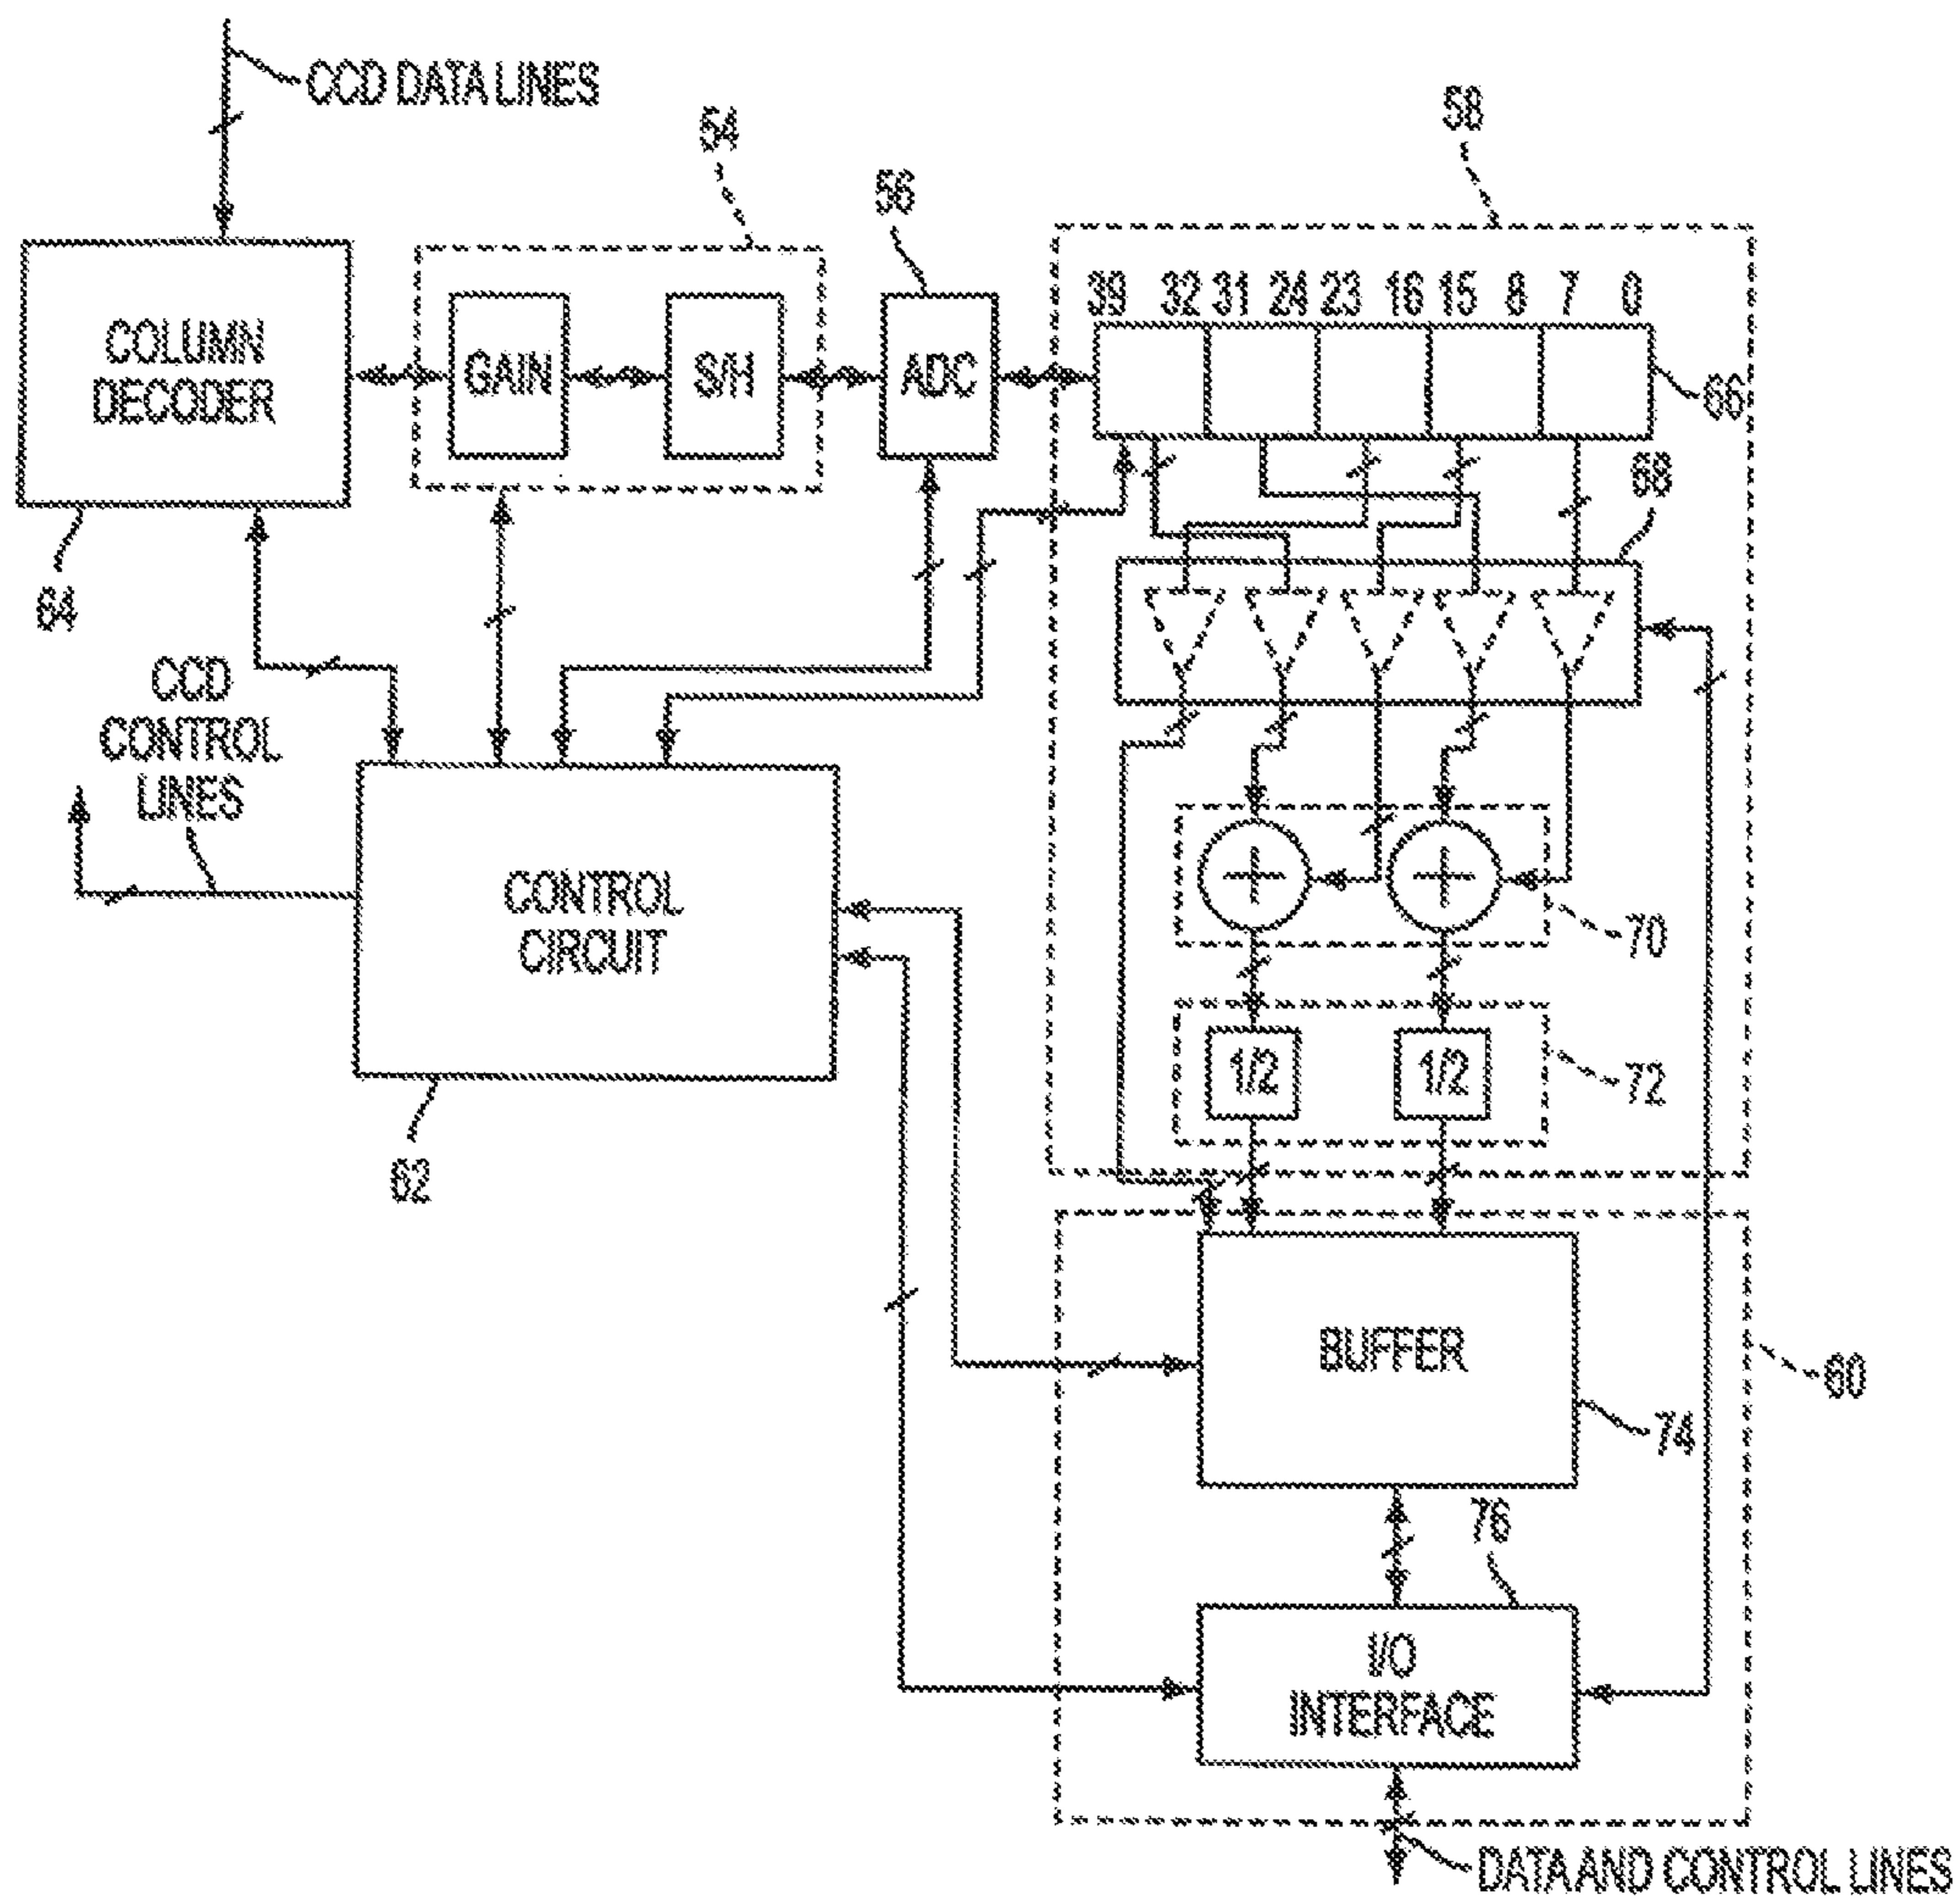 CCD DATA LINES
54
56
58
COLUMN
DECODER
GAIN
S/H
ADC
39 32 31 24 23 16 15 8 7 0
66
68
64
CCD
CONTROL
LINES
CONTROL
CIRCUIT
62
70
1/2
1/2
72
BUFFER
60
74
76
I/O
INTERFACE
DATA AND CONTROL LINES